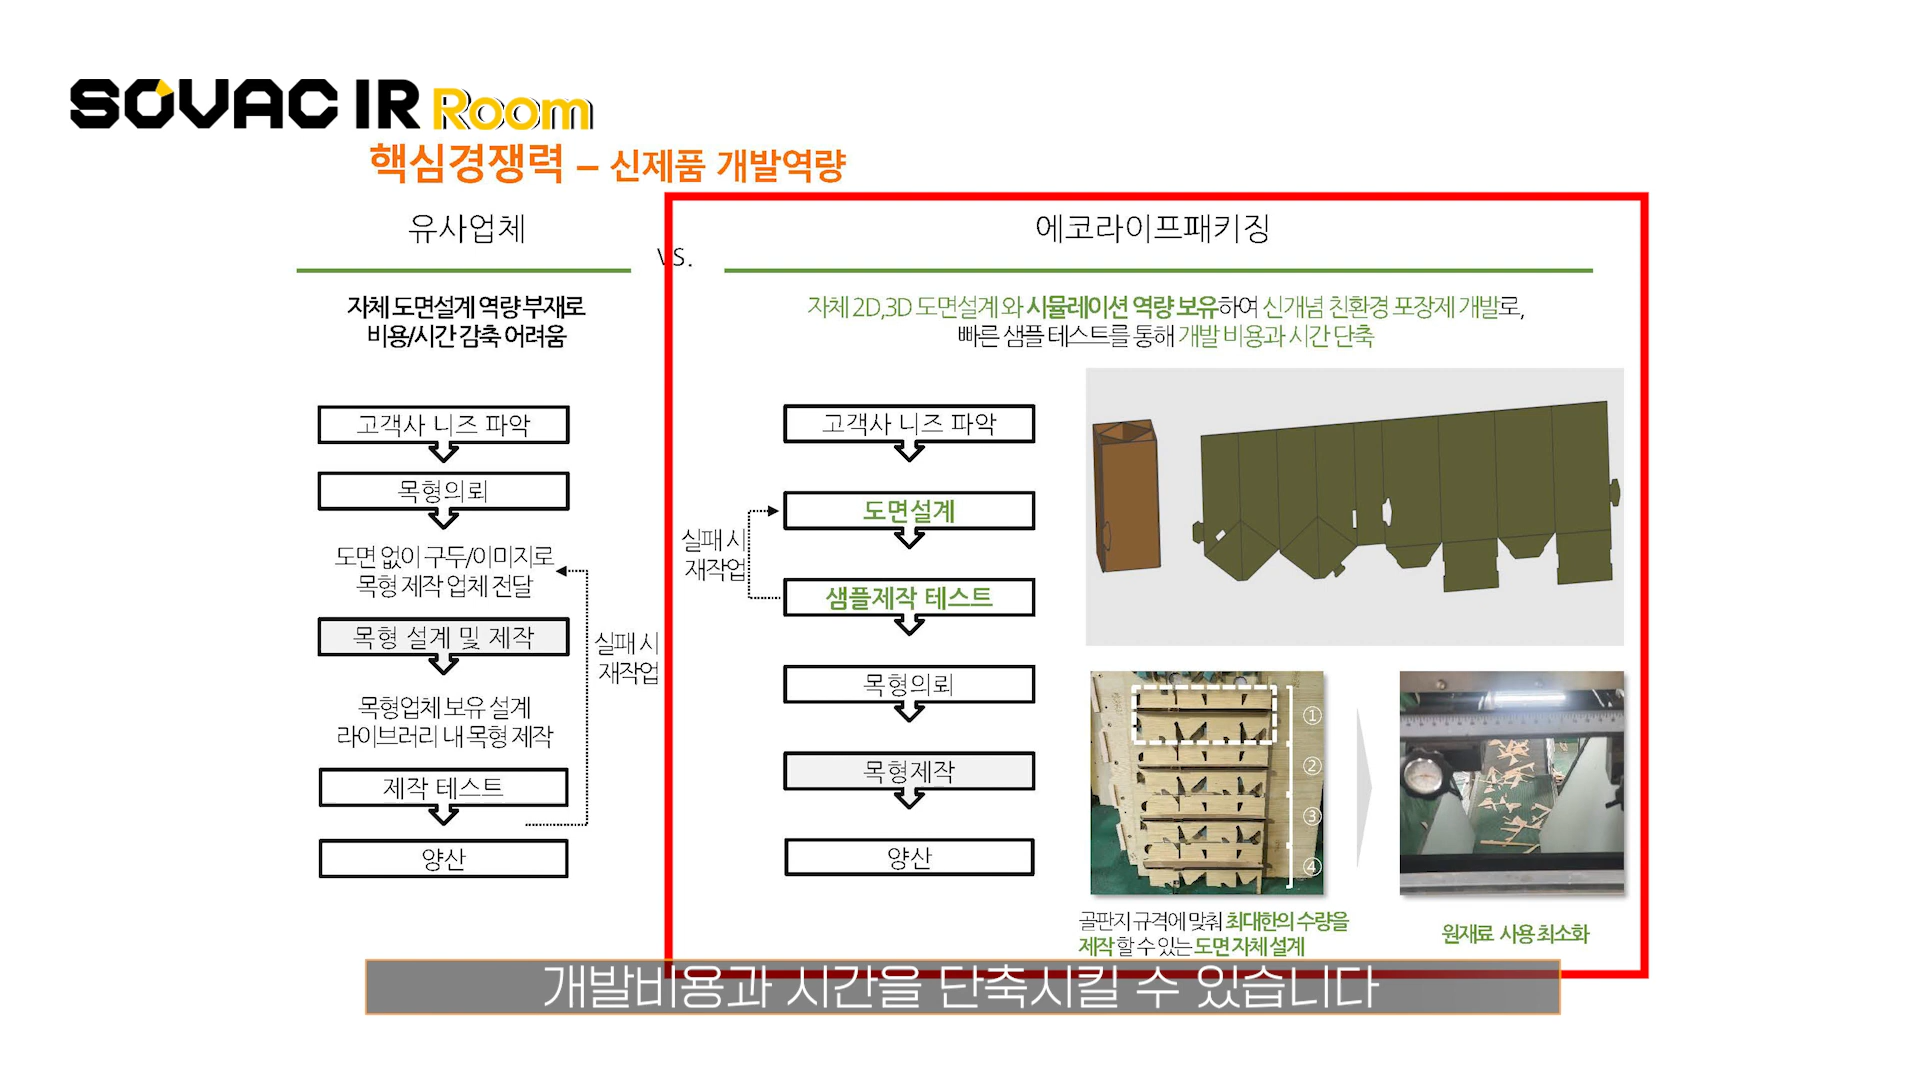 SOVAC IR Room
핵심경쟁력 – 신제품 개발역량
유사업체
vs.
에코라이프패키징
자체 도면설계 역량 부재로
비용/시간 감축 어려움
고객사 니즈 파악
목형의뢰
도면 없이 구두/이미지로
목형 제작 업체 전달
목형 설계 및 제작
목형업체 보유 설계
라이브러리 내 목형 제작
제작 테스트
양산
실패 시
재작업
자체 2D,3D 도면설계 와 시뮬레이션 역량 보유하여 신개념 친환경 포장제 개발로,
빠른 샘플 테스트를 통해 개발 비용과 시간 단축
고객사 니즈 파악
도면설계
샘플제작 테스트
목형의뢰
목형제작
양산
실패 시
재작업
①
②
③
④
골판지 규격에 맞춰 최대한의 수량을
제작 할 수 있는 도면 자체 설계
원재료 사용 최소화
개발비용과 시간을 단축시킬 수 있습니다